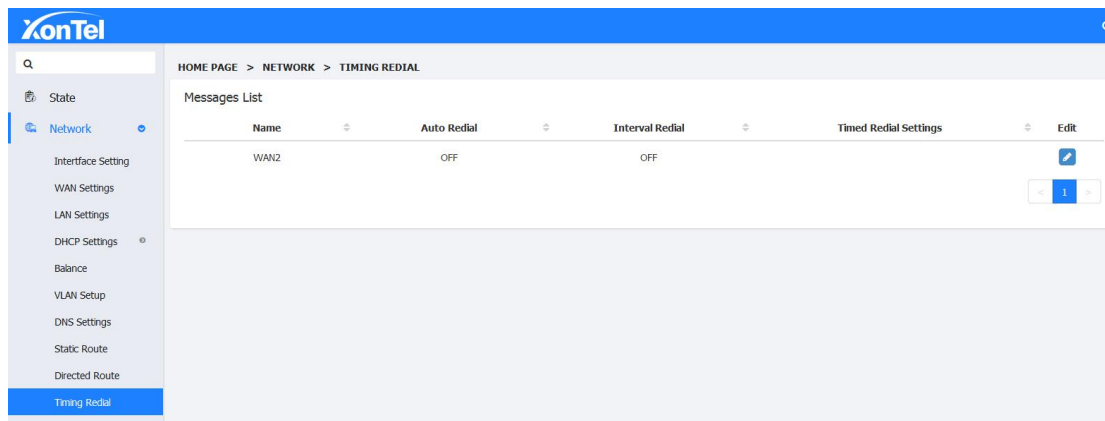 XonTel
HOME PAGE > NETWORK > TIMING REDIAL
State
Messages List
Network
Name Auto Redial Interval Redial Timed Redial Settings Edit
WAN2 OFF OFF
< 1 >
Intertface Setting
WAN Settings
LAN Settings
DHCP Settings
Balance
VLAN Setup
DNS Settings
Static Route
Directed Route
Timing Redial